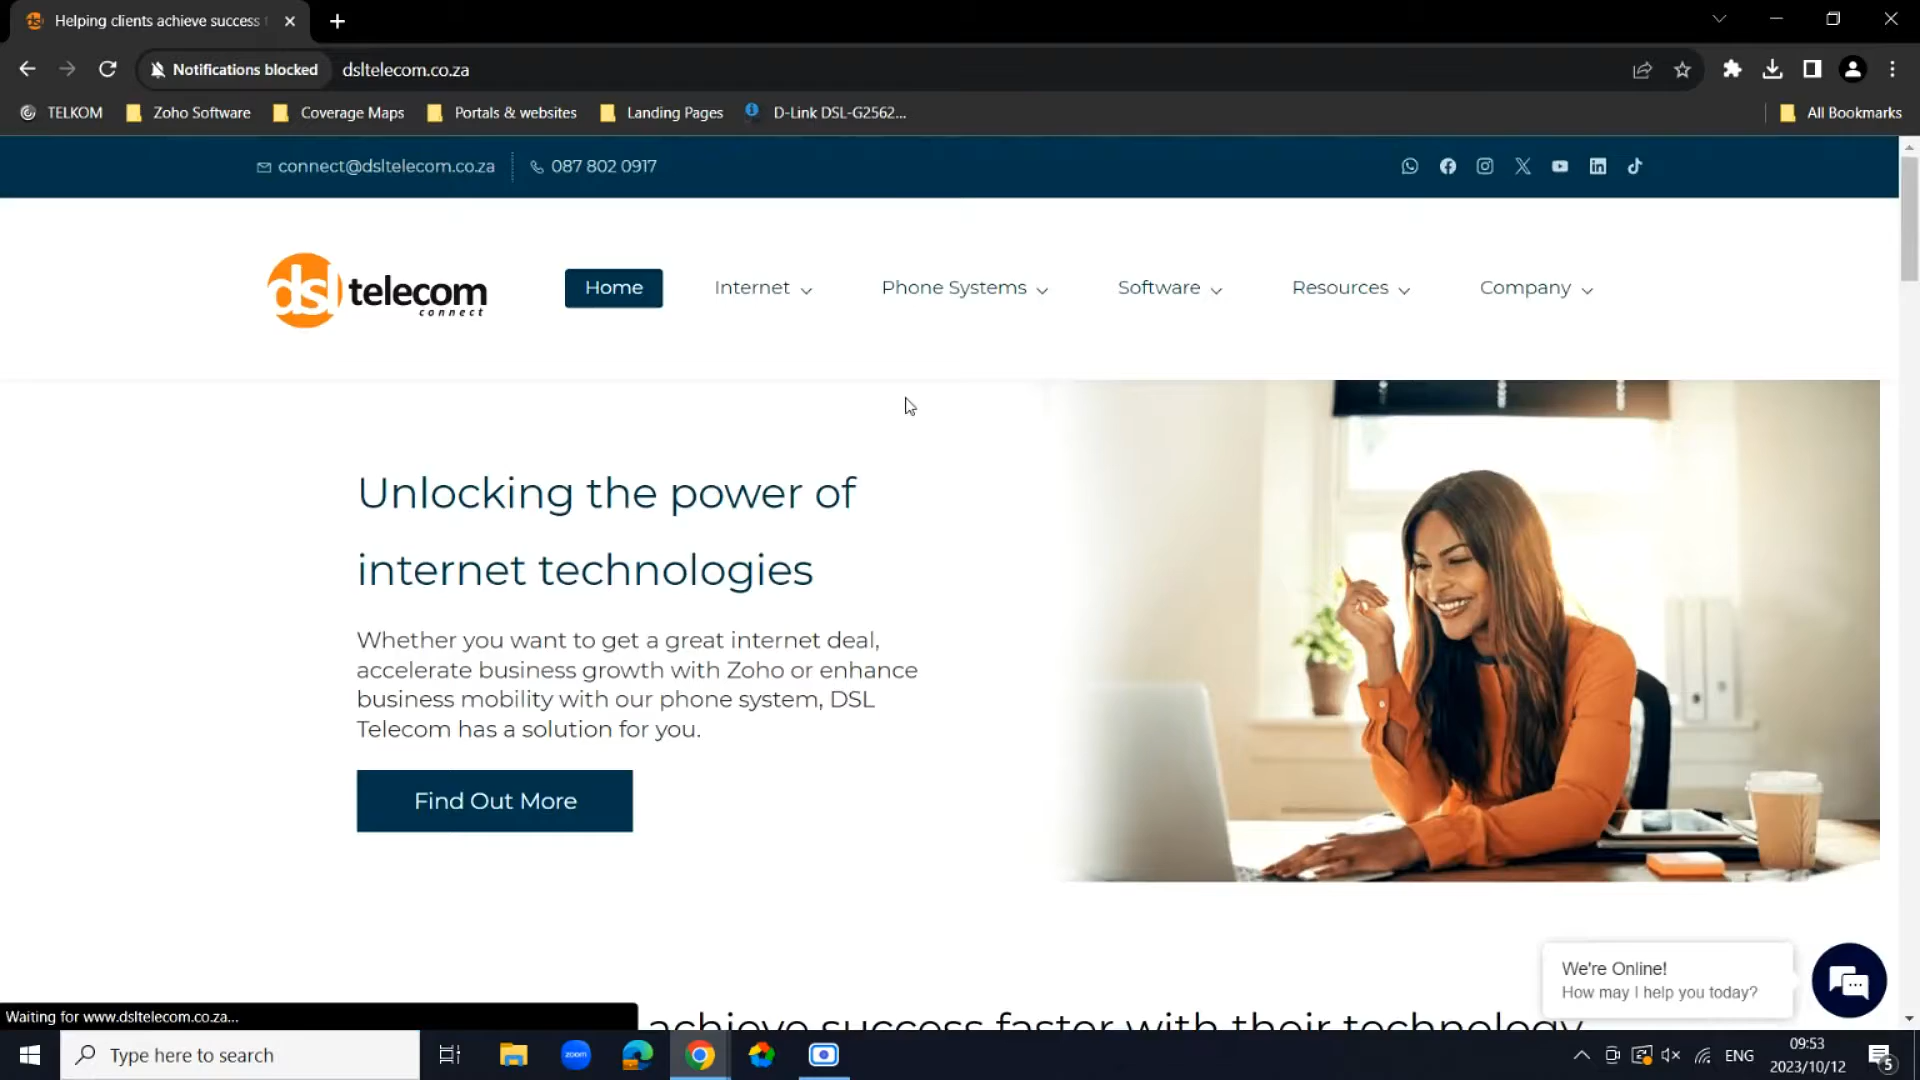 Helping clients achieve success f
Notifications blocked
dsltelecom.co.za
TELKOM
Zoho Software
Coverage Maps
Portals & websites
Landing Pages
D-Link DSL-G2562...
All Bookmarks
connect@dsltelecom.co.za
087 802 0917
dsl telecom
connect
Home
Internet
Phone Systems
Software
Resources
Company
Unlocking the power of
internet technologies
Whether you want to get a great internet deal,
accelerate business growth with Zoho or enhance
business mobility with our phone system, DSL
Telecom has a solution for you.
Find Out More
We're Online!
How may I help you today?
achieve success faster with their technology
Waiting for www.dsltelecom.co.za...
Type here to search
zoom
ENG
09:53
2023/10/12
5